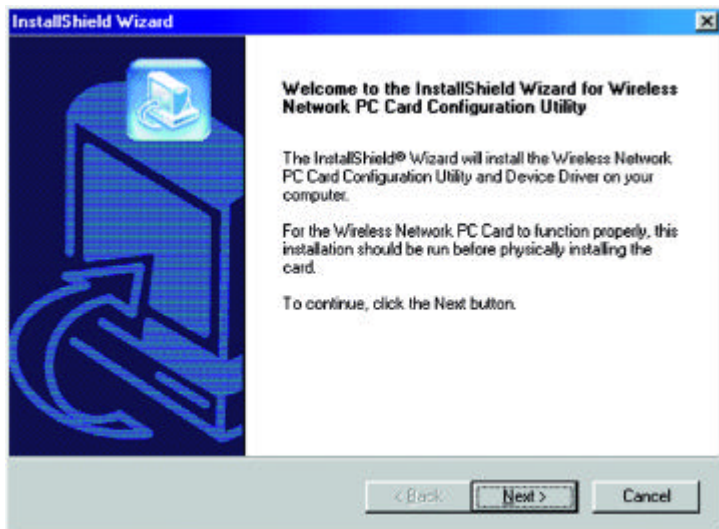 InstallShield Wizard
Welcome to the InstallShield Wizard for Wireless
Network PC Card Configuration Utility
The InstallShield® Wizard will install the Wireless Network
PC Card Configuration Utility and Device Driver on your
computer.
For the Wireless Network PC Card to function properly, this
installation should be run before physically installing the
card.
To continue, click the Next button.
< Back
Next >
Cancel